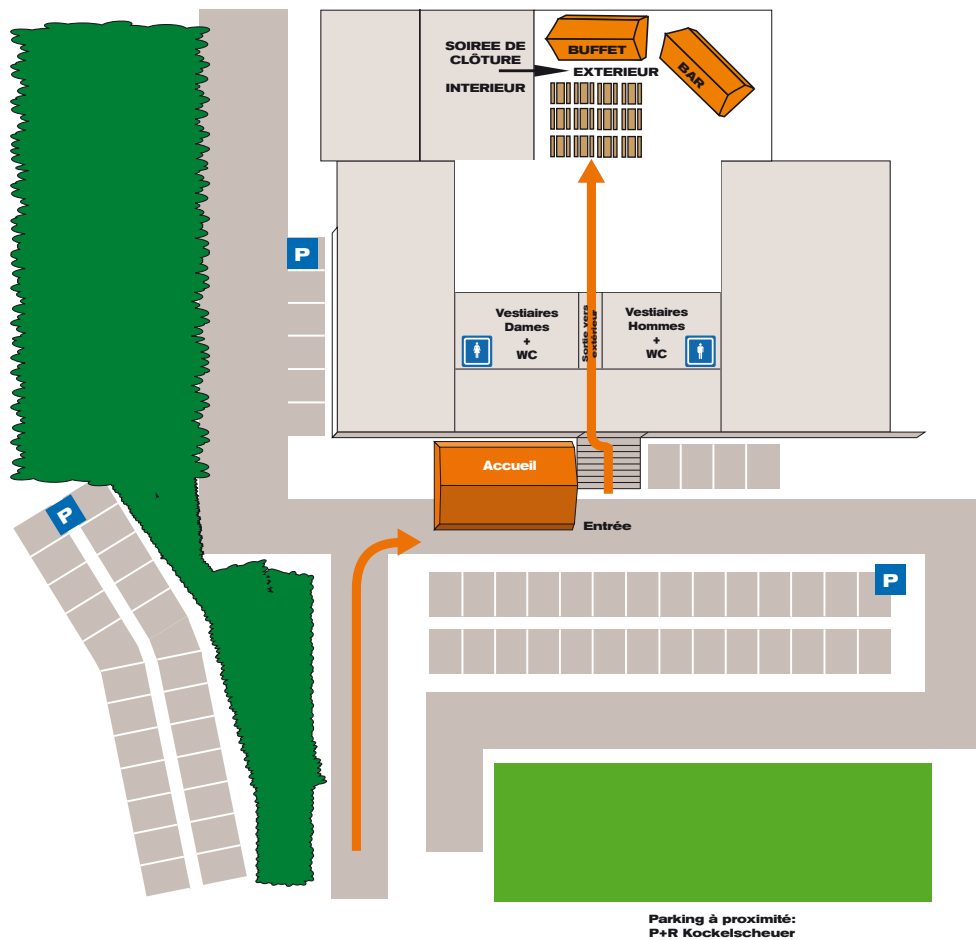 SOIREE DE
CLÔTURE
INTERIEUR
BUFFET
EXTERIEUR
BAR
P
Vestiaires
Dames
+
WC
Sortie vers
extérieur
Vestiaires
Hommes
+
WC
Accueil
Entrée
P
P
Parking à proximité:
P+R Kockelscheuer